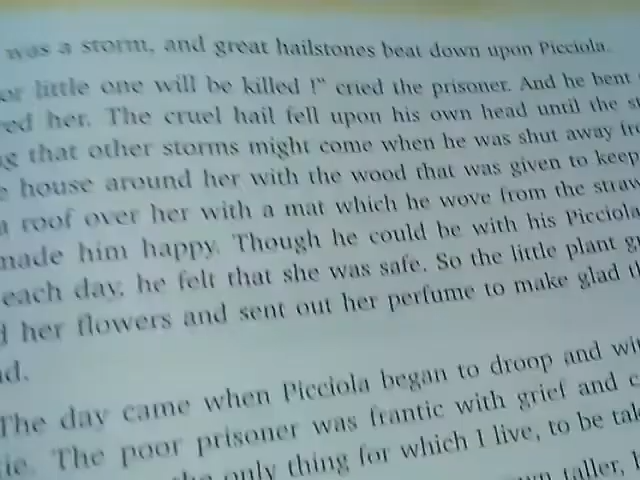 was a storm, and great hailstones beat down upon Picciola.
little one will be killed !" cried the prisoner. And he bent
her. The cruel hail fell upon his own head until the
that other storms might come when he was shut away
house around her with the wood that was given to keep
a roof over her with a mat which he wove from the straw
made him happy. Though he could be with his Picciola
each day, he felt that she was safe. So the little plant
her flowers and sent out her perfume to make glad
The day came when Picciola began to droop and
The poor prisoner was frantic with grief and
only thing for which I live, to be
taller,